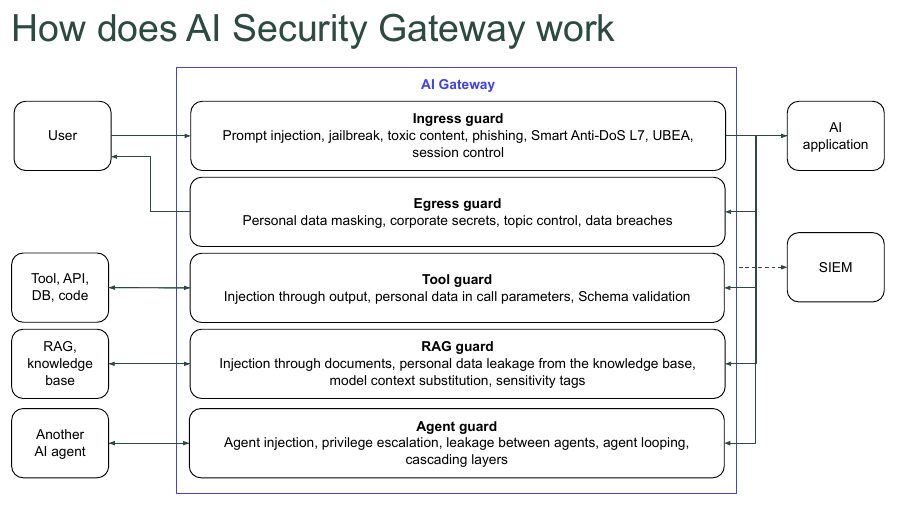 How does AI Security Gateway work
AI Gateway
User
Ingress guard
Prompt injection, jailbreak, toxic content, phishing, Smart Anti-DoS L7, UBEA,
session control
AI
application
Egress guard
Personal data masking, corporate secrets, topic control, data breaches
Tool, API,
DB, code
Tool guard
Injection through output, personal data in call parameters, Schema validation
SIEM
RAG,
knowledge
base
RAG guard
Injection through documents, personal data leakage from the knowledge base,
model context substitution, sensitivity tags
Another
AI agent
Agent guard
Agent injection, privilege escalation, leakage between agents, agent looping,
cascading layers